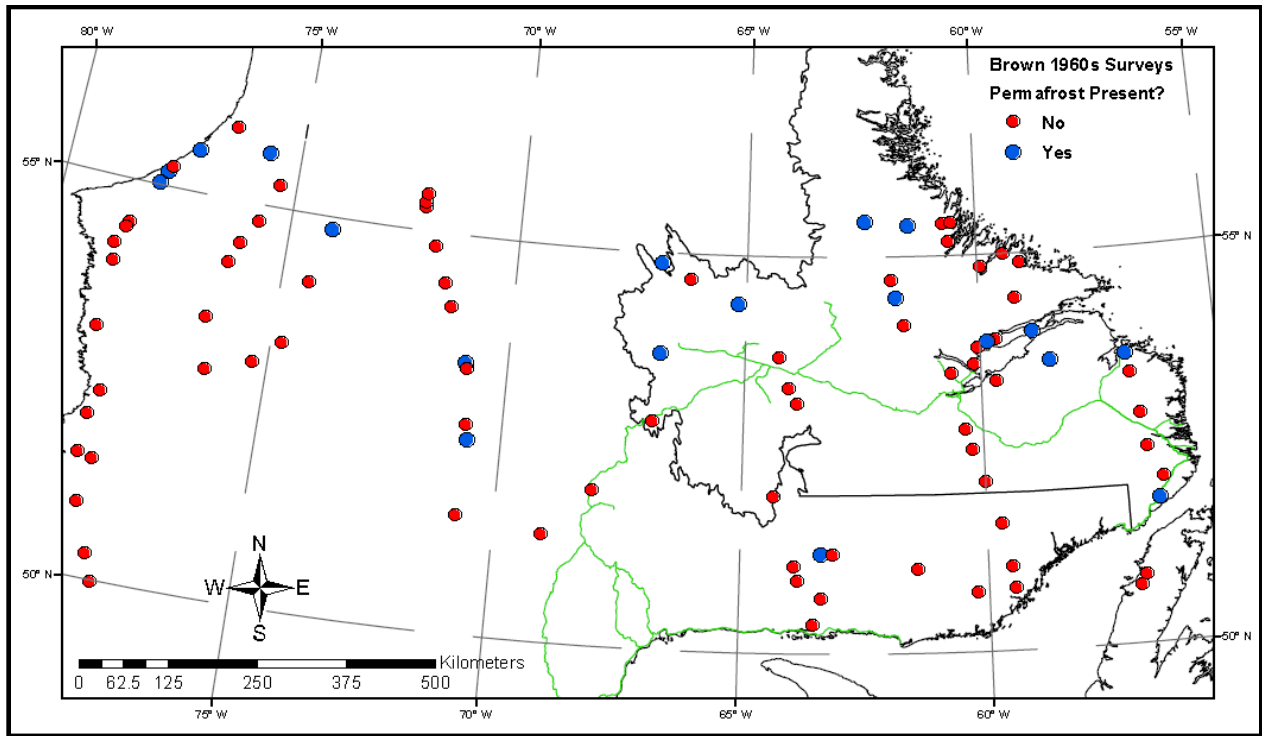 80° W 75° W 70° W 65° W 60° W 55° W
Brown 1960s Surveys
Permafrost Present?
No
Yes
55° N
55° N
N
W E
S
50° N
50° N
Kilometers
0 62.5 125 250 375 500
75° W 70° W 65° W 60° W